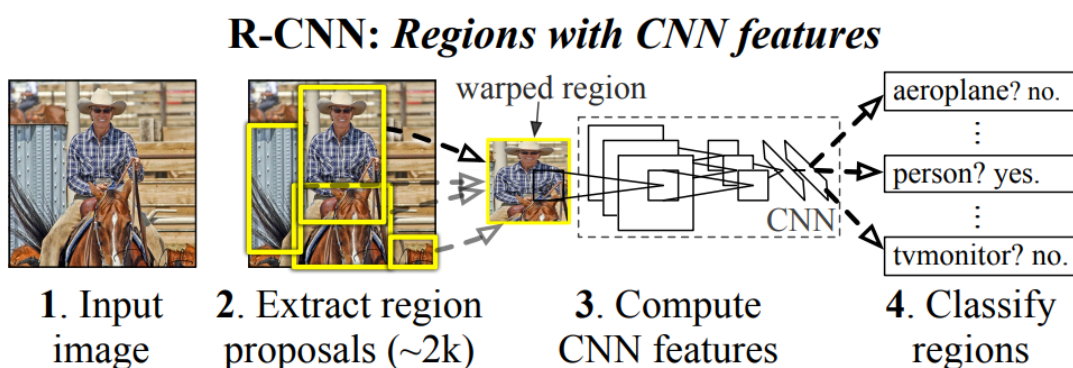 R-CNN: Regions with CNN features
warped region
aeroplane? no.
⋮
person? yes.
⋮
tvmonitor? no.
CNN
1. Input
image
2. Extract region
proposals (~2k)
3. Compute
CNN features
4. Classify
regions